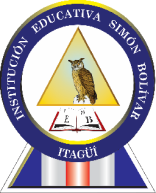 INSTITUCIÓN EDUCATIVA SIMÓN BOLÍVAR
E B
ITAGÜÍ